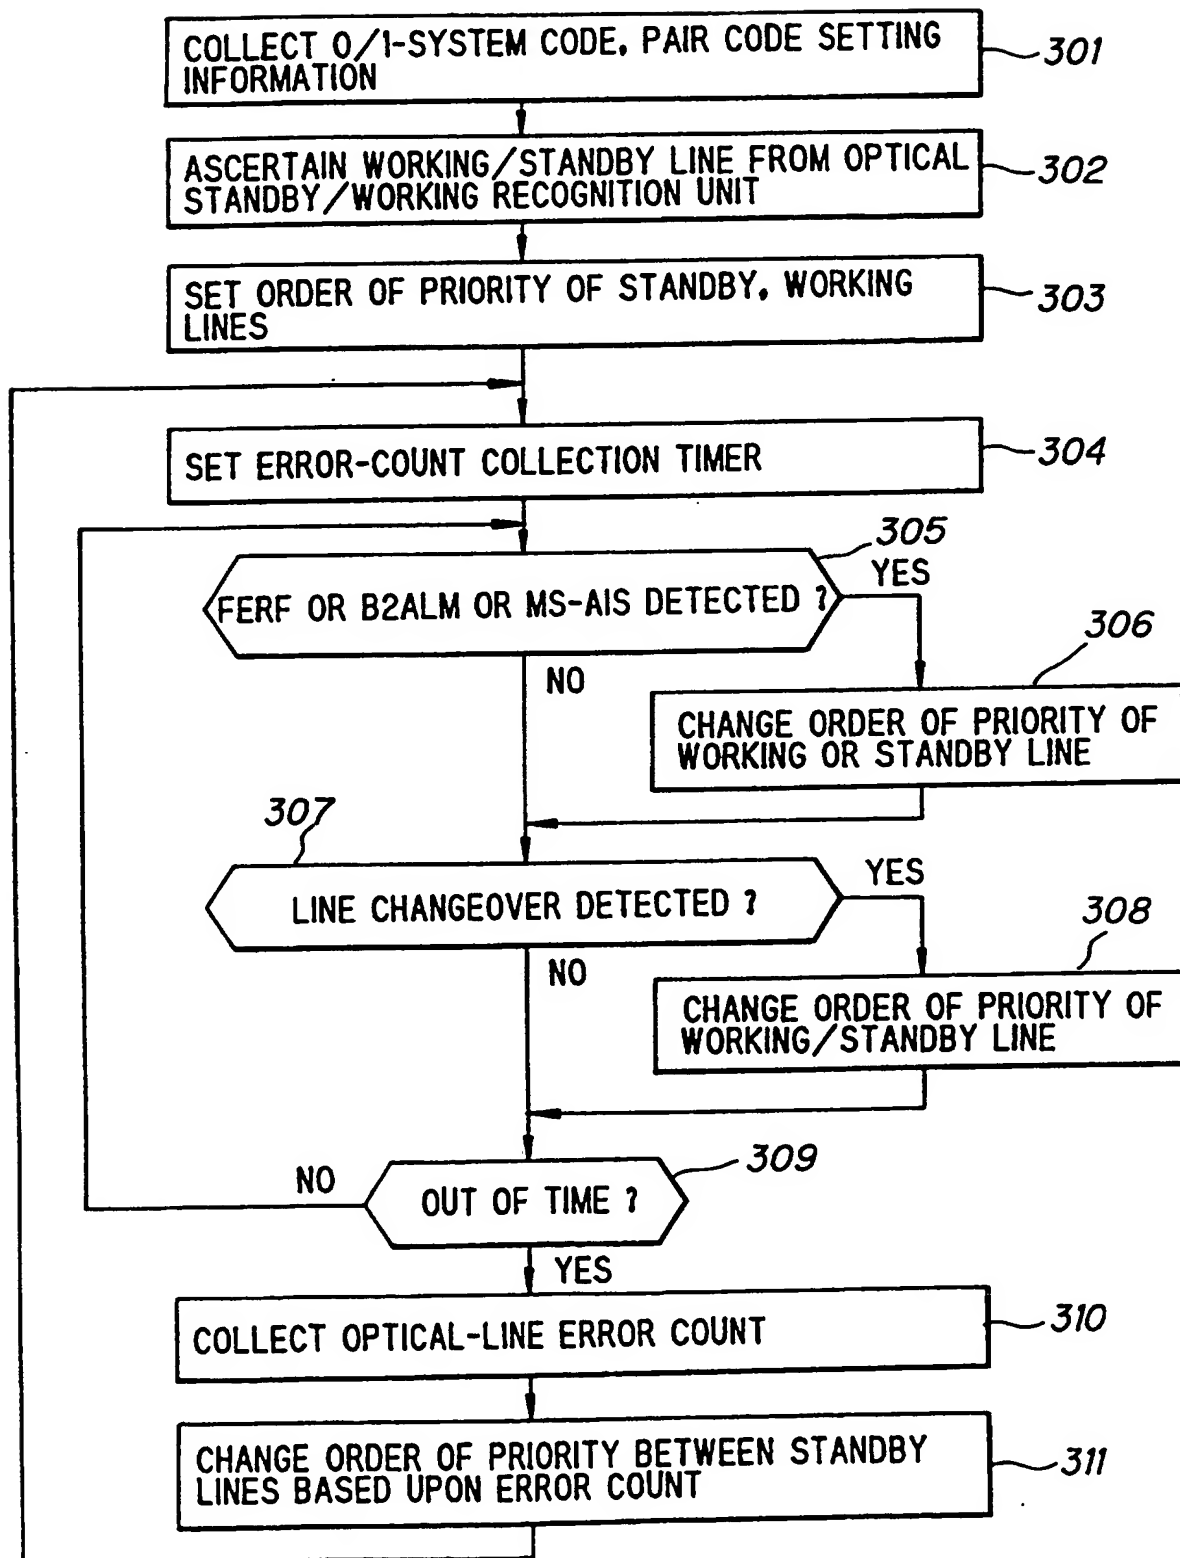 COLLECT 0/1-SYSTEM CODE, PAIR CODE SETTING
INFORMATION
301
ASCERTAIN WORKING/STANDBY LINE FROM OPTICAL
STANDBY/WORKING RECOGNITION UNIT
302
SET ORDER OF PRIORITY OF STANDBY, WORKING
LINES
303
SET ERROR-COUNT COLLECTION TIMER
304
305
FERF OR B2ALM OR MS-AIS DETECTED ?
YES
NO
306
CHANGE ORDER OF PRIORITY OF
WORKING OR STANDBY LINE
307
LINE CHANGEOVER DETECTED ?
YES
NO
308
CHANGE ORDER OF PRIORITY OF
WORKING/STANDBY LINE
309
NO
OUT OF TIME ?
YES
COLLECT OPTICAL-LINE ERROR COUNT
310
CHANGE ORDER OF PRIORITY BETWEEN STANDBY
LINES BASED UPON ERROR COUNT
311